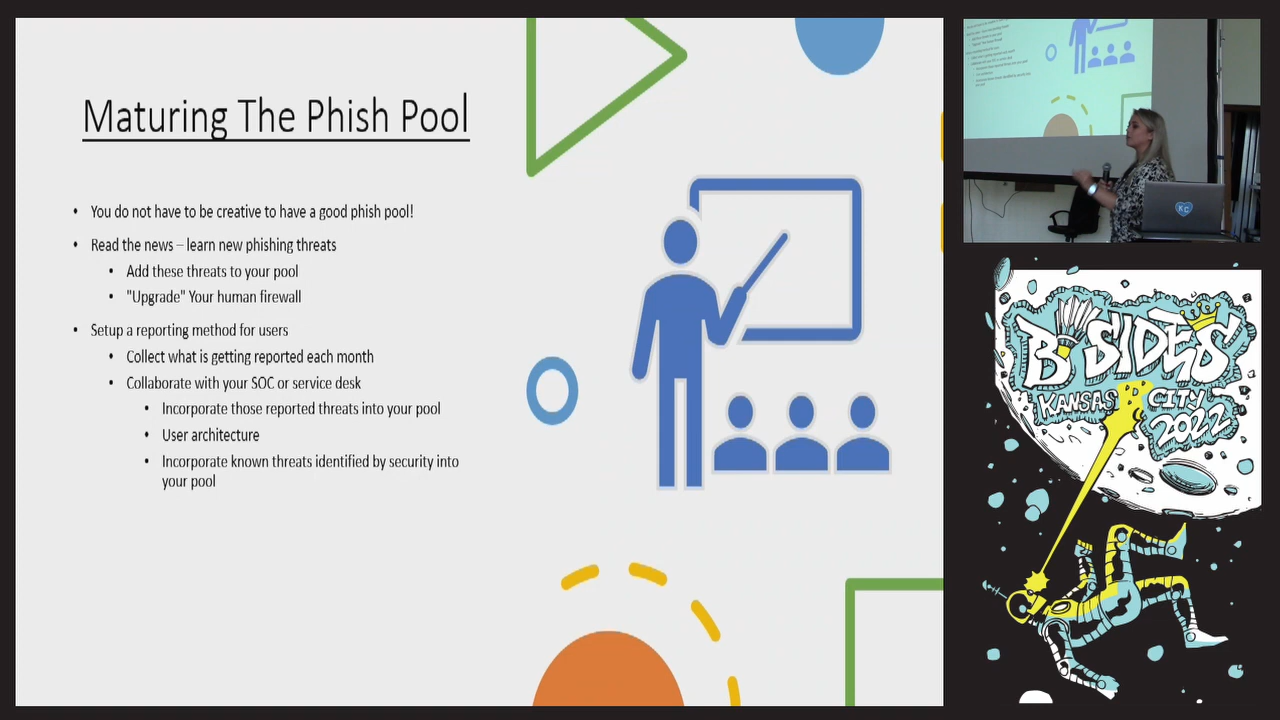 Maturing The Phish Pool
• You do not have to be creative to have a good phish pool!
• Read the news – learn new phishing threats
• Add these threats to your pool
• "Upgrade" Your human firewall
• Setup a reporting method for users
• Collect what is getting reported each month
• Collaborate with your SOC or service desk
• Incorporate those reported threats into your pool
• User architecture
• Incorporate known threats identified by security into
your pool
KC
BSIDES
KANSAS CITY
2022